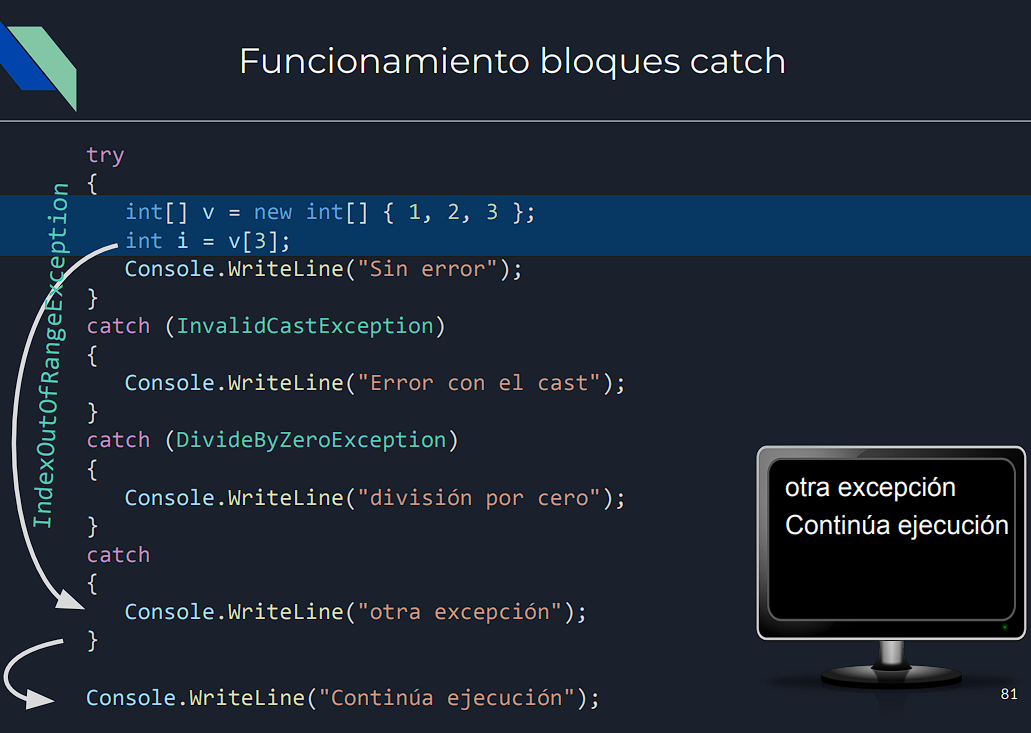 Funcionamiento bloques catch
try
{
int[] v = new int[] { 1, 2, 3 };
int i = v[3];
Console.WriteLine("Sin error");
}
catch (InvalidCastException)
{
Console.WriteLine("Error con el cast");
}
catch (DivideByZeroException)
{
Console.WriteLine("división por cero");
}
catch
{
Console.WriteLine("otra excepción");
}
Console.WriteLine("Continúa ejecución");
IndexOutOfRangeException
otra excepción
Continúa ejecución
81